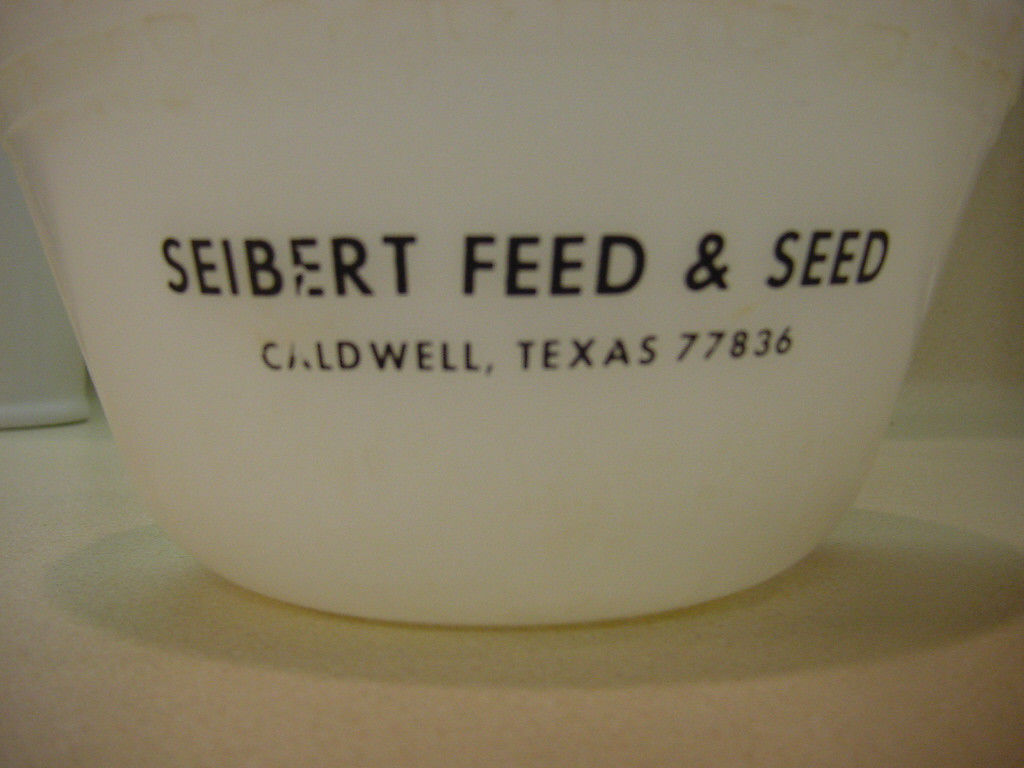 SEIBERT FEED & SEED
CALDWELL, TEXAS 77836